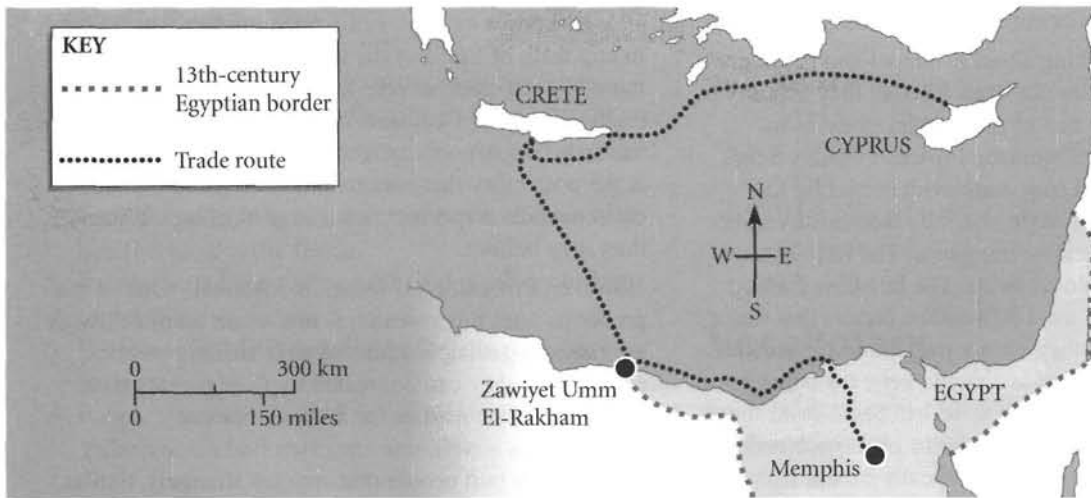 KEY
13th-century
Egyptian border
Trade route
CRETE
CYPRUS
N
W
E
S
0 300 km
0 150 miles
Zawiyet Umm
El-Rakham
EGYPT
Memphis